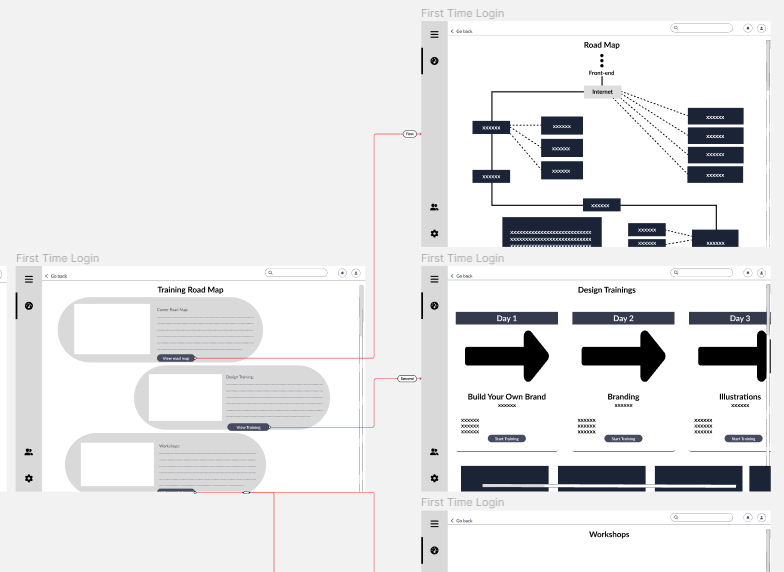 First Time Login
Go back
Road Map
Front-end
Internet
xxxxxx
xxxxxx
xxxxxx
xxxxxx
xxxxxx
xxxxxx
xxxxxx
xxxxxx
xxxxxx
First
xxxxxx
xxxxxxxxxxxxxxxxxxxxxxxxxxx
xxxxxxxxxxxxxxxxxxxxxxxxxxx
xxxxxx
xxxxxx
xxxxxx
First Time Login
Go back
Training Road Map
Career Road Map:
View road map
Design Training:
View Training
Workshops:
First Time Login
Go back
Design Trainings
Day 1
Day 2
Day 3
Second
Build Your Own Brand
xxxxxx
Branding
xxxxxx
Illustrations
xxxxxx
xxxxxx
xxxxxx
xxxxxx
xxxxxx
xxxxxx
xxxxxx
xxxxxx
xxxxxx
xxxxxx
Start Training
Start Training
Start Training
First Time Login
Go back
Workshops